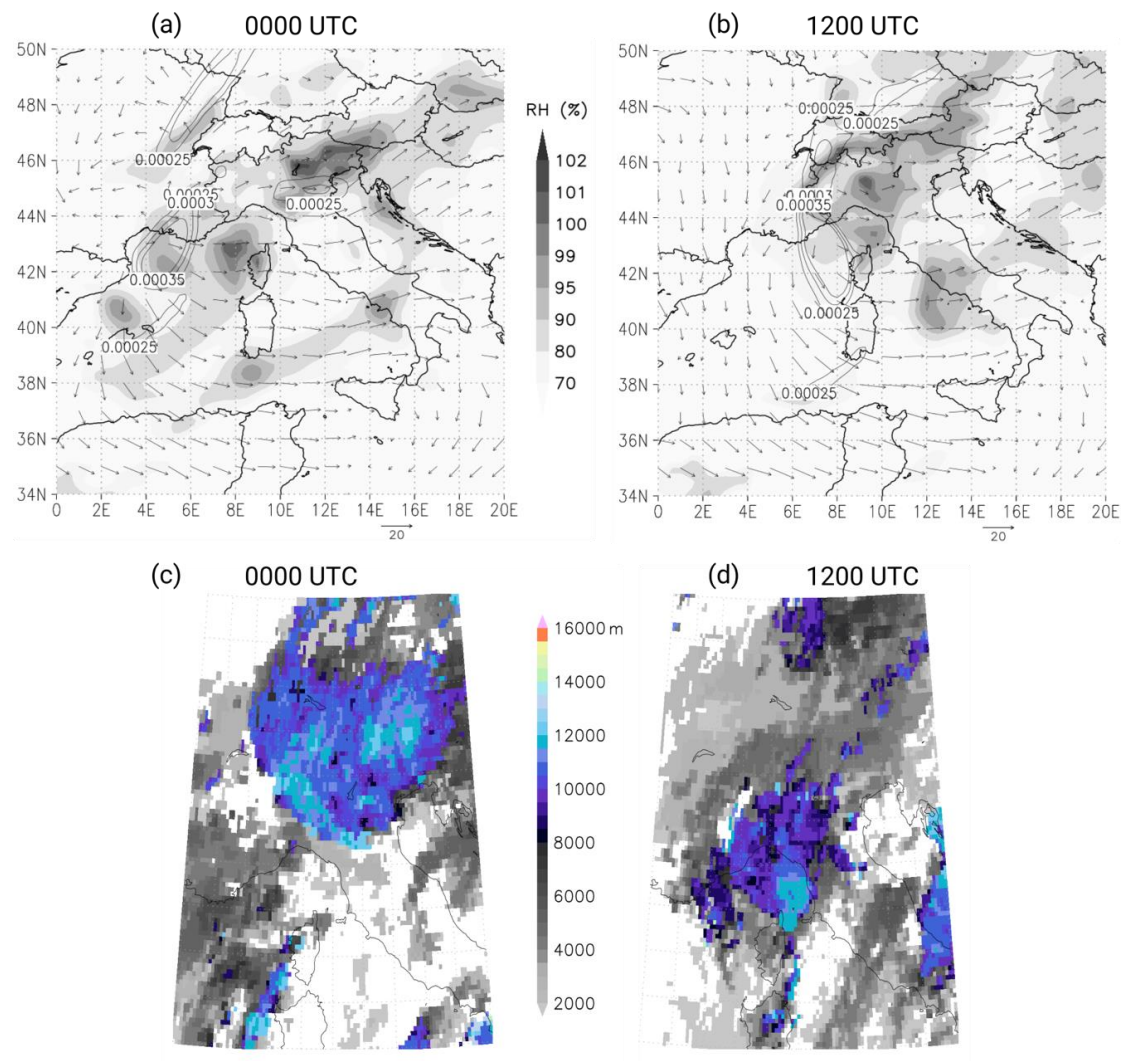 (a) 0000 UTC
(b) 1200 UTC
50N
48N
46N
44N
42N
40N
38N
36N
34N
0 2E 4E 6E 8E 10E 12E 14E 16E 18E 20E
20
0.00025
0.00025
0.0003
0.00025
0.00035
0.00025
RH (%)
102
101
100
99
95
90
80
70
50N
48N
46N
44N
42N
40N
38N
36N
34N
0 2E 4E 6E 8E 10E 12E 14E 16E 18E 20E
20
0.00025
0.00025
0.0003
0.00035
0.00025
0.00025
(c) 0000 UTC
(d) 1200 UTC
16000 m
14000
12000
10000
8000
6000
4000
2000